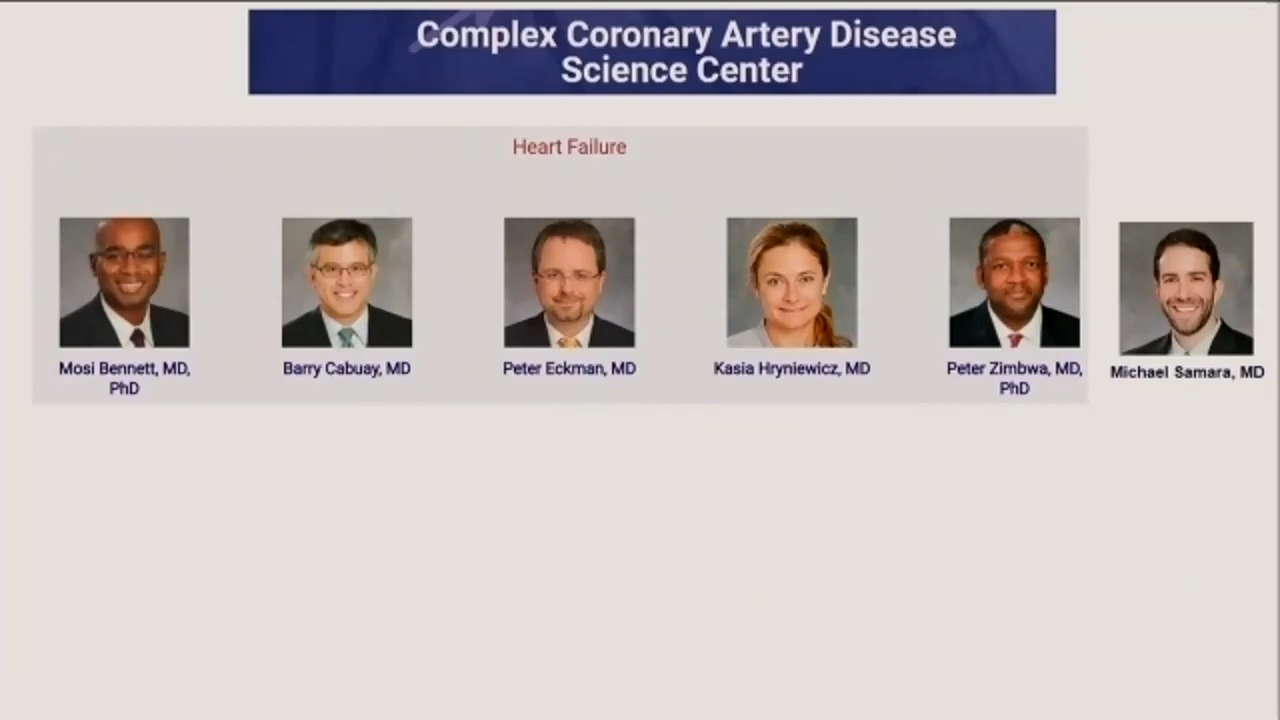 Complex Coronary Artery Disease
Science Center
Heart Failure
Mosi Bennett, MD,
PhD
Barry Cabuay, MD
Peter Eckman, MD
Kasia Hryniewicz, MD
Peter Zimbwa, MD,
PhD
Michael Samara, MD